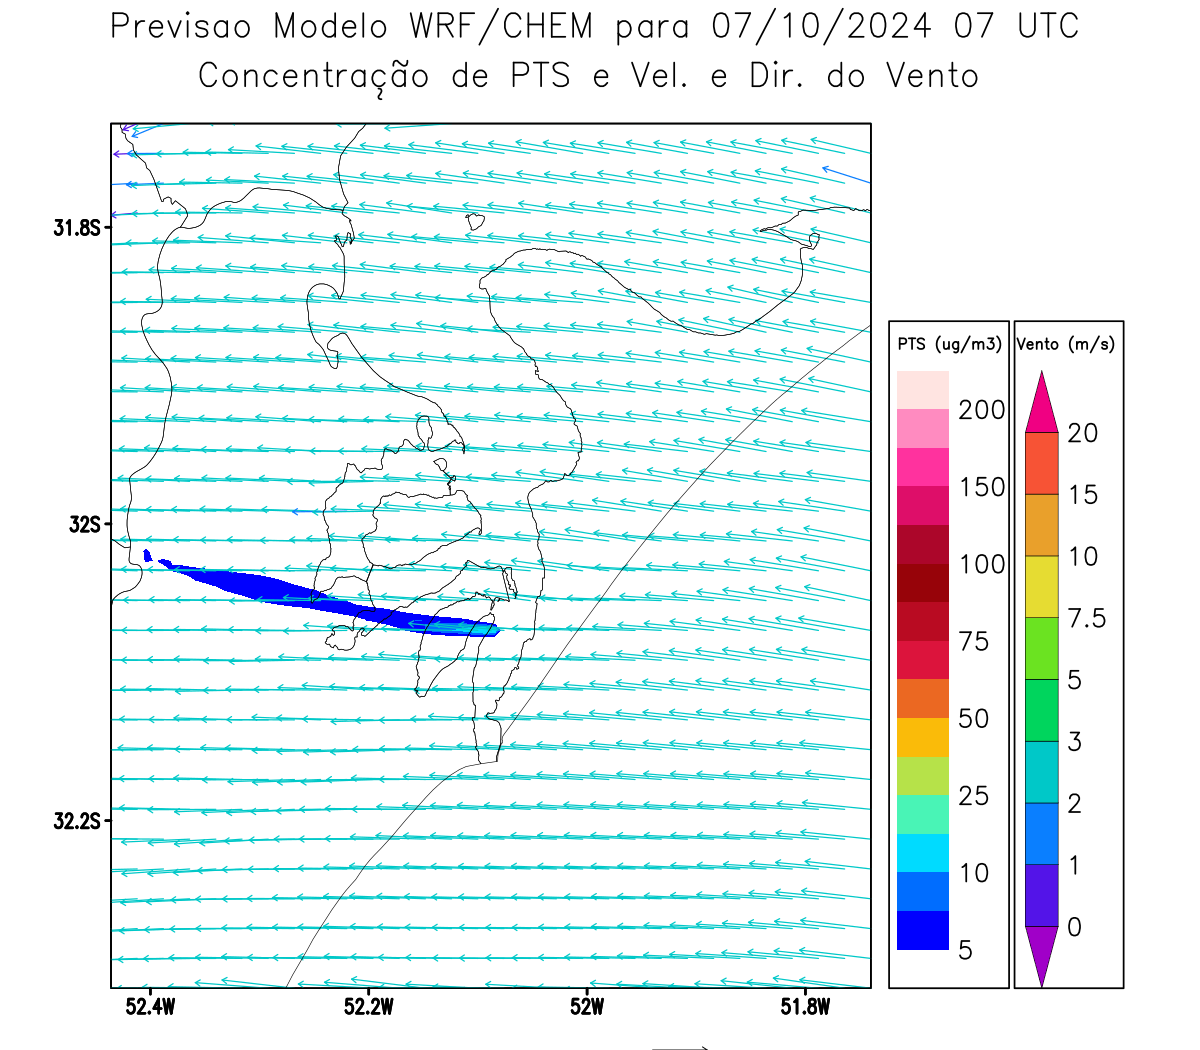 Previsao Modelo WRF/CHEM para 07/10/2024 07 UTC
Concentração de PTS e Vel. e Dir. do Vento
31.8S
32S
32.2S
52.4W 52.2W 52W 51.8W
PTS (ug/m3)
200
150
100
75
50
25
10
5
Vento (m/s)
20
15
10
7.5
5
3
2
1
0